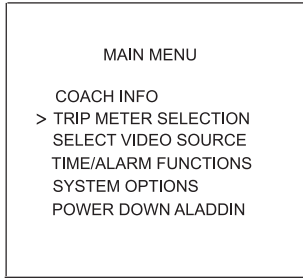 MAIN MENU
COACH INFO
> TRIP METER SELECTION
SELECT VIDEO SOURCE
TIME/ALARM FUNCTIONS
SYSTEM OPTIONS
POWER DOWN ALADDIN